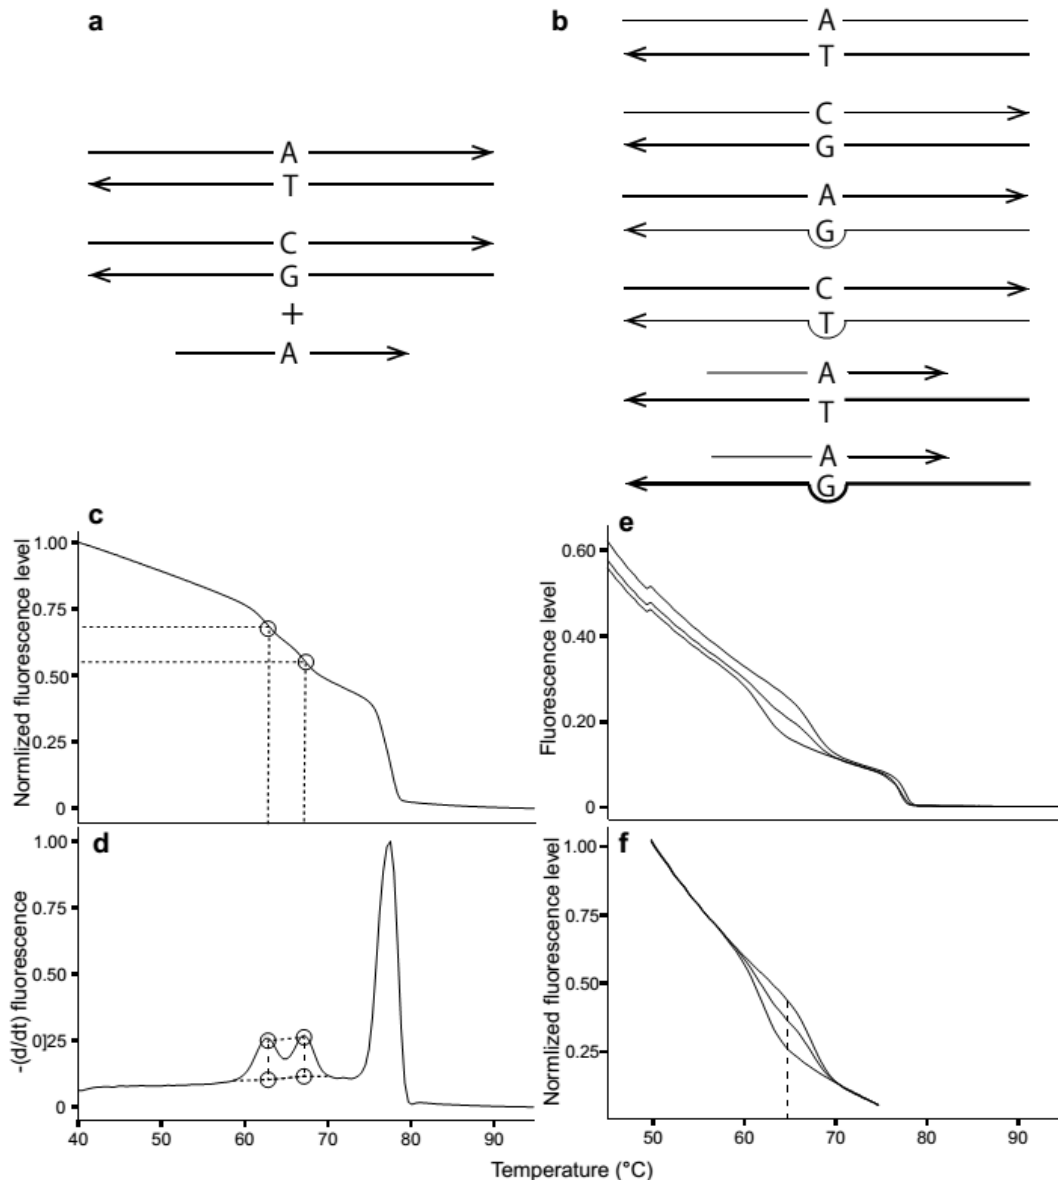 a
A
T
C
G
+
A
b
A
T
C
G
A
G
C
T
A
T
A
G
c
Normlized fluorescence level
1.00
0.75
0.50
0.25
0
d
-(d/dt) fluorescence
1.00
0.75
0.50
0.25
0
40 50 60 70 80 90
e
Fluorescence level
0.60
0.40
0.20
0
f
Normlized fluorescence level
1.00
0.75
0.50
0.25
50 60 70 80 90
Temperature (°C)